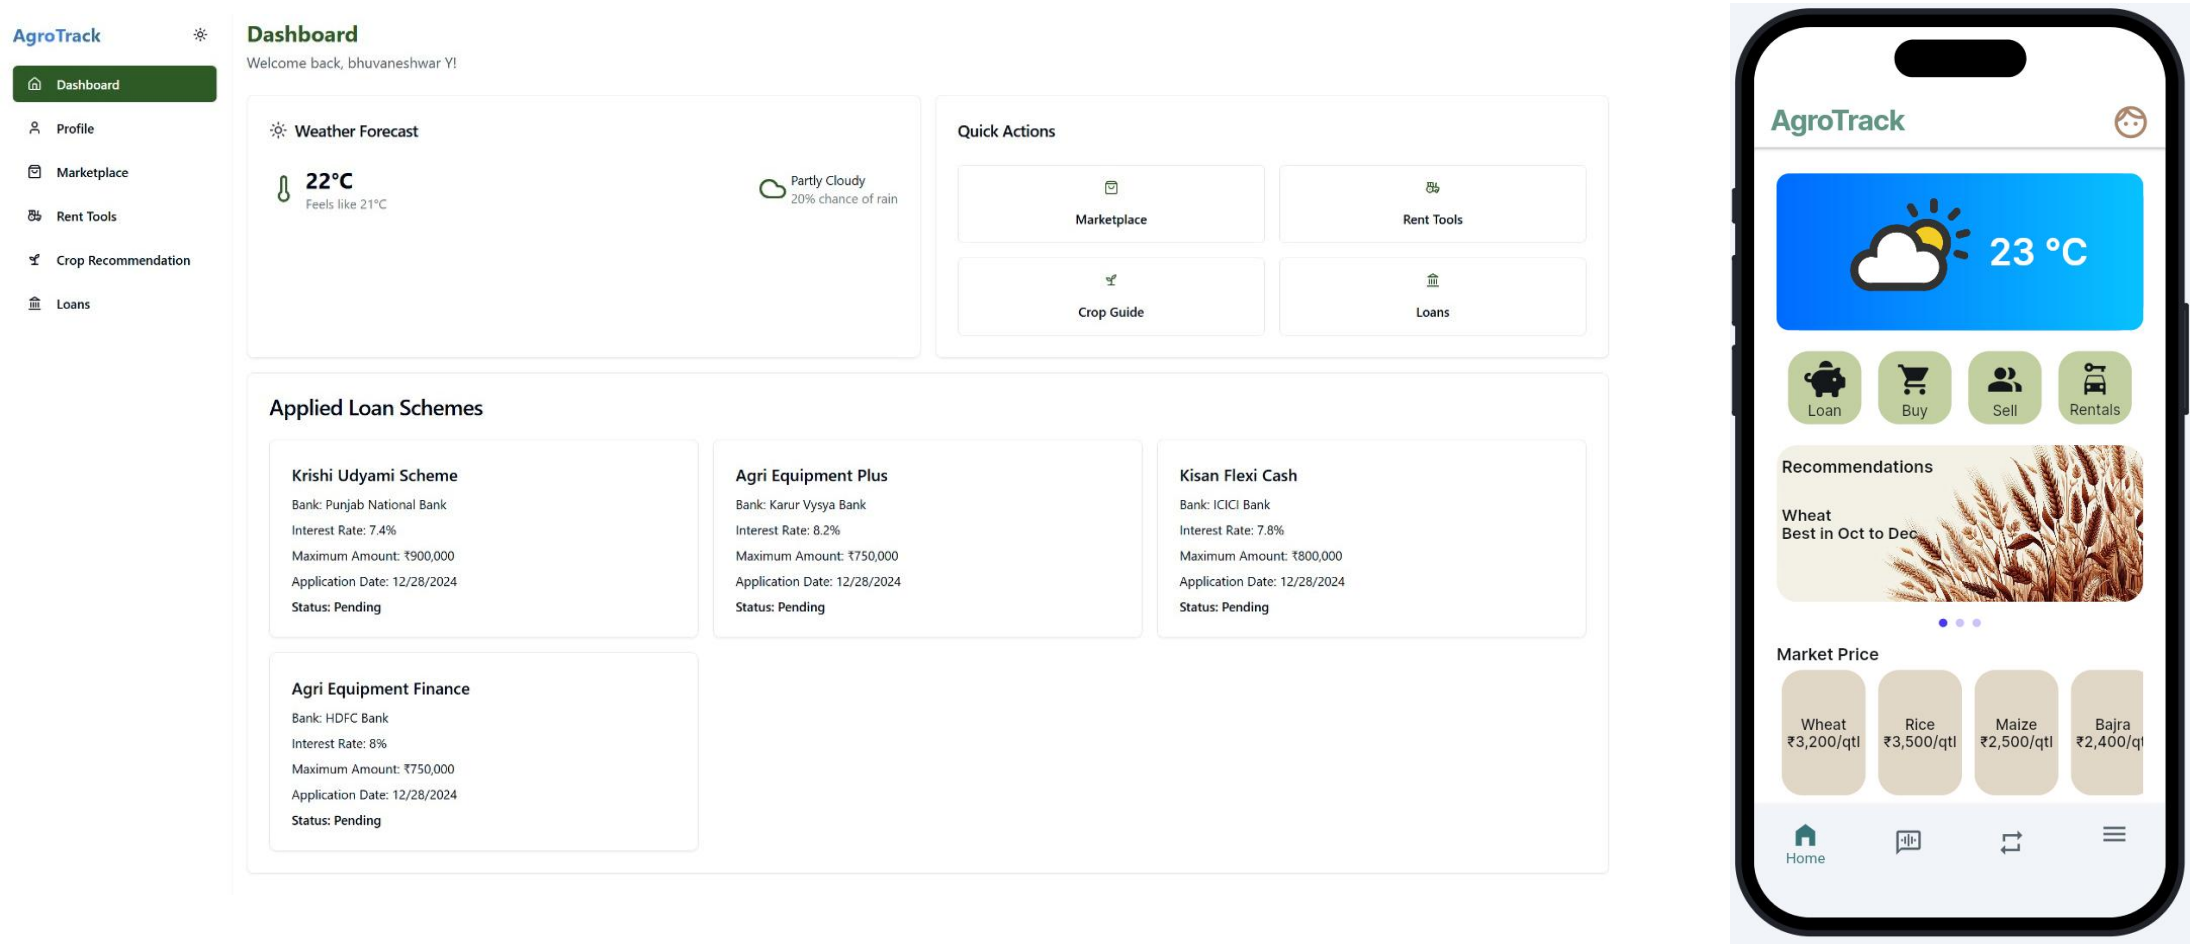 AgroTrack
Dashboard
Profile
Marketplace
Rent Tools
Crop Recommendation
Loans
Dashboard
Welcome back, bhuvaneshwar Y!
Weather Forecast
22°C
Feels like 21°C
Partly Cloudy
20% chance of rain
Quick Actions
Marketplace
Rent Tools
Crop Guide
Loans
Applied Loan Schemes
Krishi Udyami Scheme
Bank: Punjab National Bank
Interest Rate: 7.4%
Maximum Amount: ₹900,000
Application Date: 12/28/2024
Status: Pending
Agri Equipment Plus
Bank: Karur Vysya Bank
Interest Rate: 8.2%
Maximum Amount: ₹750,000
Application Date: 12/28/2024
Status: Pending
Kisan Flexi Cash
Bank: ICICI Bank
Interest Rate: 7.8%
Maximum Amount: ₹800,000
Application Date: 12/28/2024
Status: Pending
Agri Equipment Finance
Bank: HDFC Bank
Interest Rate: 8%
Maximum Amount: ₹750,000
Application Date: 12/28/2024
Status: Pending
AgroTrack
23 °C
Loan
Buy
Sell
Rentals
Recommendations
Wheat
Best in Oct to Dec
Market Price
Wheat
₹3,200/qtl
Rice
₹3,500/qtl
Maize
₹2,500/qtl
Bajra
₹2,400/qt
Home